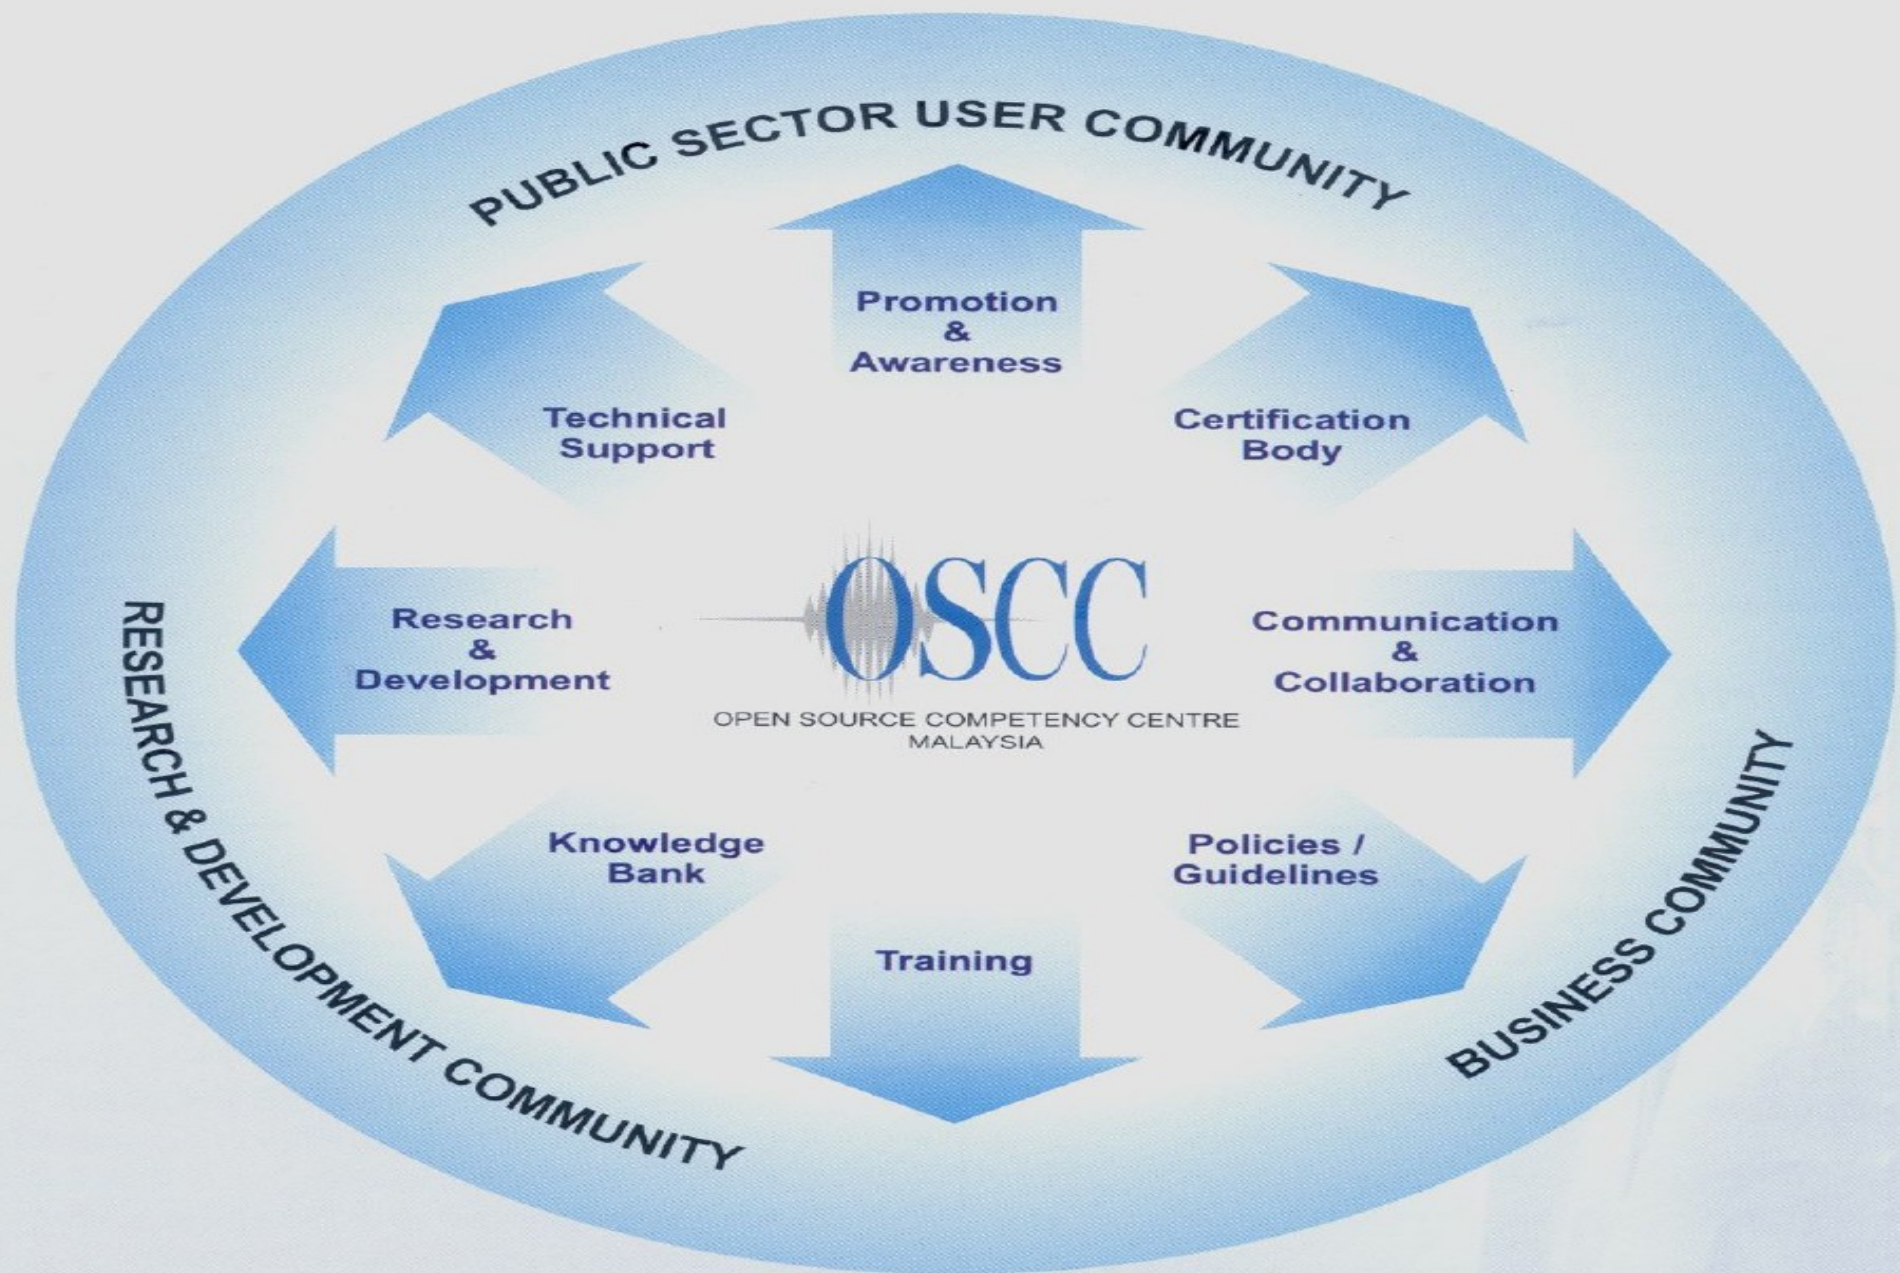 PUBLIC SECTOR USER COMMUNITY
Promotion
&
Awareness
Technical
Support
Certification
Body
Research
&
Development
OSCC
OPEN SOURCE COMPETENCY CENTRE
MALAYSIA
Communication
&
Collaboration
Knowledge
Bank
Policies /
Guidelines
Training
RESEARCH & DEVELOPMENT COMMUNITY
BUSINESS COMMUNITY